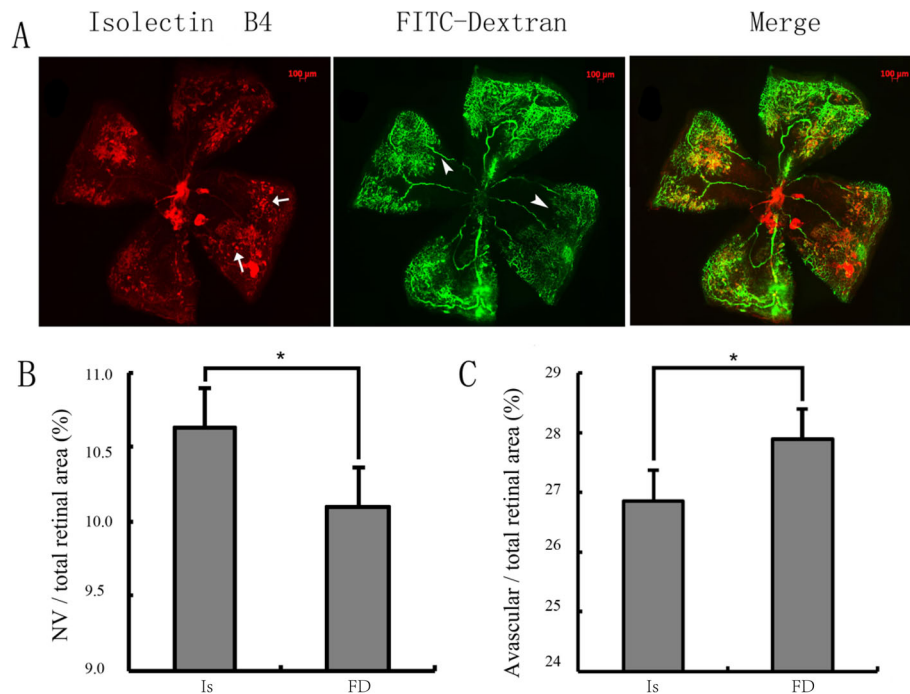 Isolectin B4 FITC-Dextran Merge
A
100 μm 100 μm 100 μm
B
*
NV / total retinal area (%)
11.0
10.5
10.0
9.5
9.0
Is FD
C
*
Avascular / total retinal area (%)
29
28
27
26
25
24
Is FD